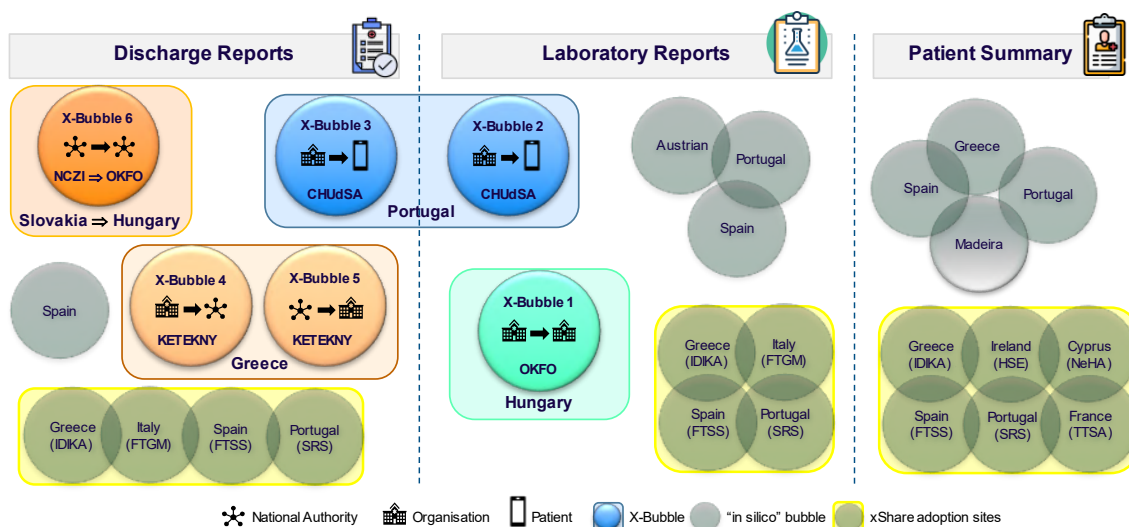 Discharge Reports
Laboratory Reports
Patient Summary
X-Bubble 6
NCZI ⇒ OKFO
Slovakia ⇒ Hungary
X-Bubble 3
CHUdSA
X-Bubble 2
CHUdSA
Portugal
Austrian
Portugal
Spain
Greece
Spain
Portugal
Madeira
Spain
X-Bubble 4
KETEKNY
X-Bubble 5
KETEKNY
Greece
X-Bubble 1
OKFO
Hungary
Greece
(IDIKA)
Italy
(FTGM)
Spain
(FTSS)
Portugal
(SRS)
Greece
(IDIKA)
Italy
(FTGM)
Spain
(FTSS)
Portugal
(SRS)
Greece
(IDIKA)
Ireland
(HSE)
Cyprus
(NeHA)
Spain
(FTSS)
Portugal
(SRS)
France
(TTSA)
National Authority
Organisation
Patient
X-Bubble
“in silico” bubble
xShare adoption sites